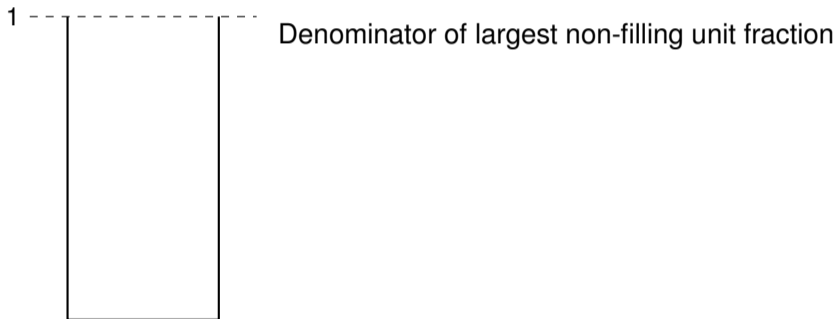 1
Denominator of largest non-filling unit fraction